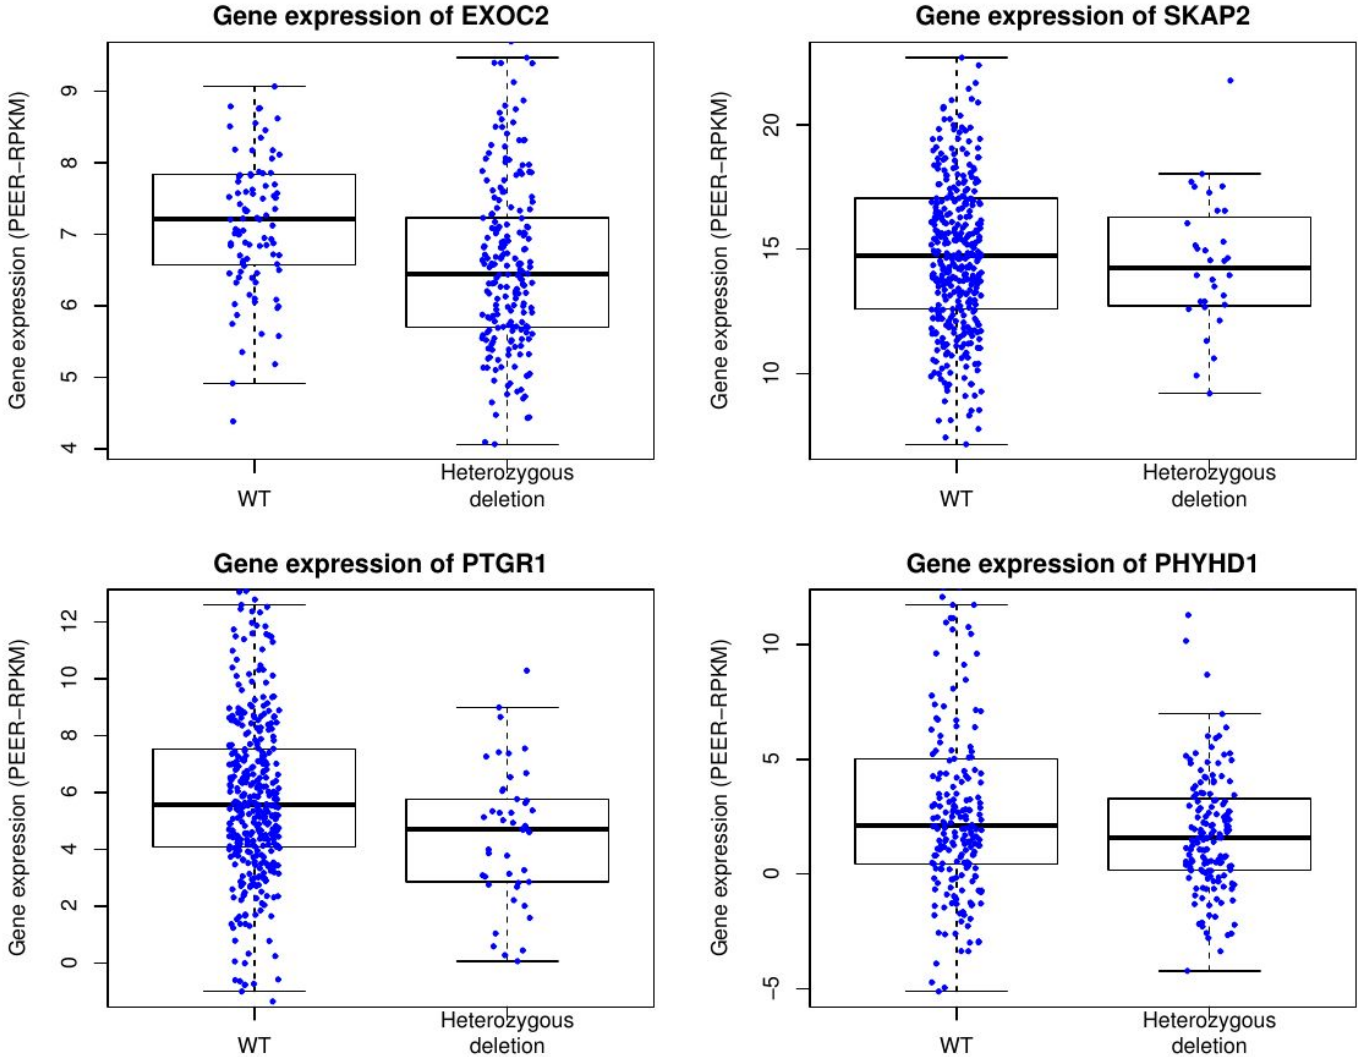 Gene expression of EXOC2
Gene expression (PEER−RPKM)
9
8
7
6
5
4
WT
Heterozygous
deletion
Gene expression of SKAP2
Gene expression (PEER−RPKM)
20
15
10
WT
Heterozygous
deletion
Gene expression of PTGR1
Gene expression (PEER−RPKM)
12
10
8
6
4
2
0
WT
Heterozygous
deletion
Gene expression of PHYHD1
Gene expression (PEER−RPKM)
10
5
0
−5
WT
Heterozygous
deletion